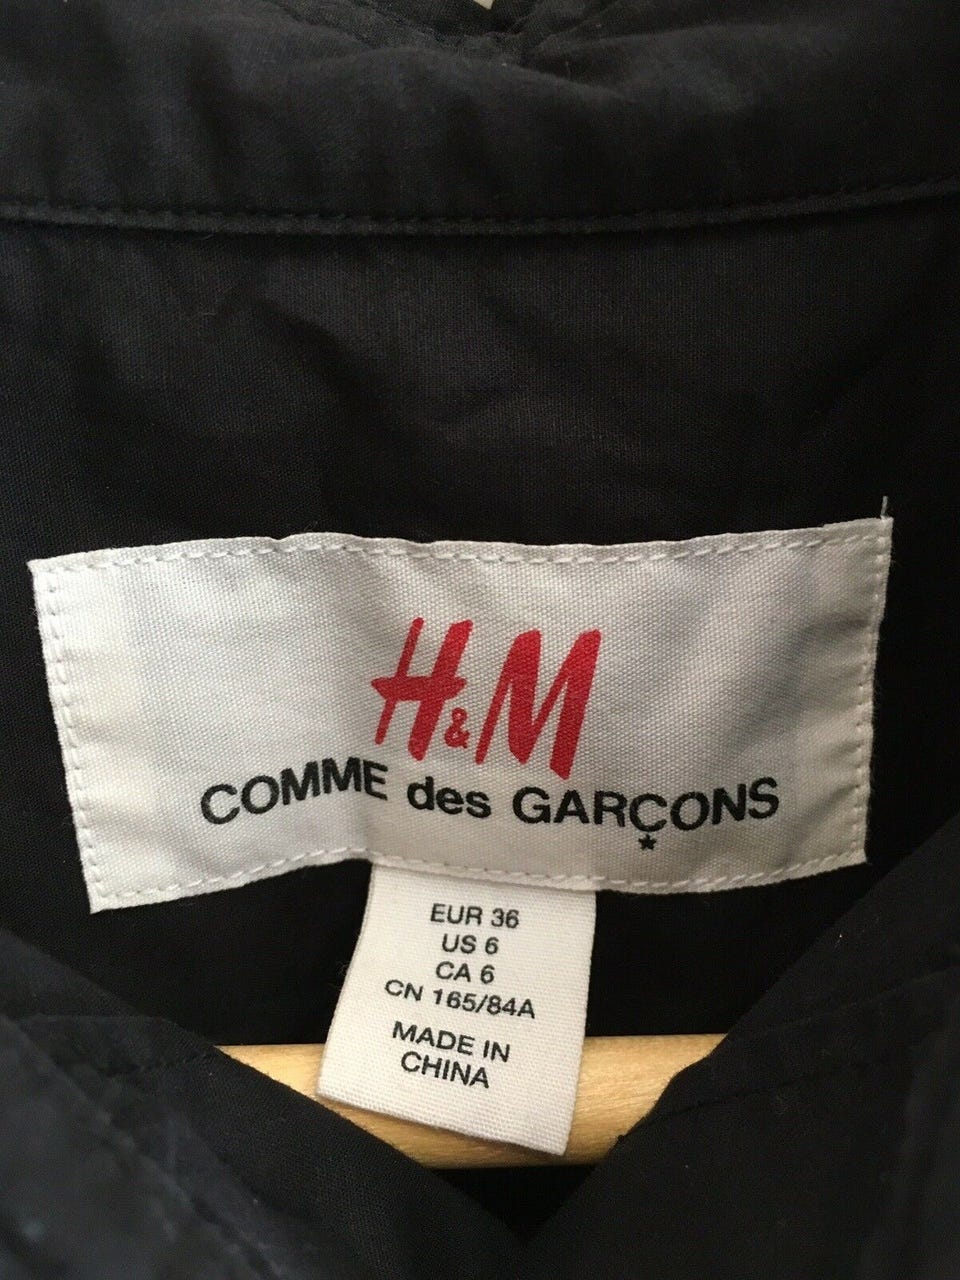 H&M
COMME des GARÇONS
EUR 36
US 6
CA 6
CN 165/84A
MADE IN
CHINA